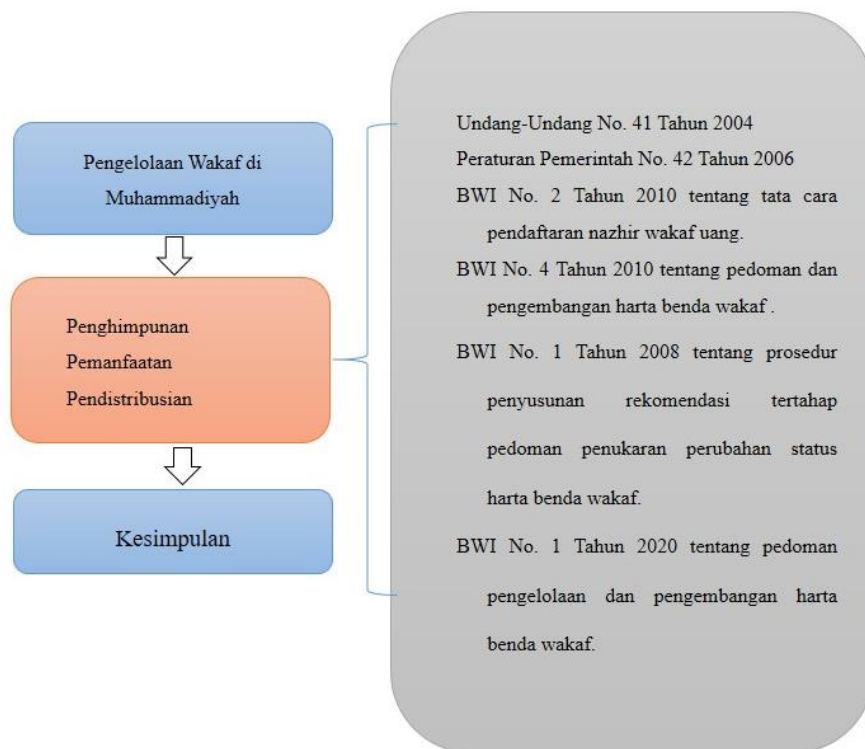 Pengelolaan Wakaf di
Muhammadiyah
Penghimpunan
Pemanfaatan
Pendistribusian
Kesimpulan
Undang-Undang No. 41 Tahun 2004
Peraturan Pemerintah No. 42 Tahun 2006
BWI No. 2 Tahun 2010 tentang tata cara
pendaftaran nazhir wakaf uang.
BWI No. 4 Tahun 2010 tentang pedoman dan
pengembangan harta benda wakaf .
BWI No. 1 Tahun 2008 tentang prosedur
penyusunan rekomendasi tertahap
pedoman penukaran perubahan status
harta benda wakaf.
BWI No. 1 Tahun 2020 tentang pedoman
pengelolaan dan pengembangan harta
benda wakaf.